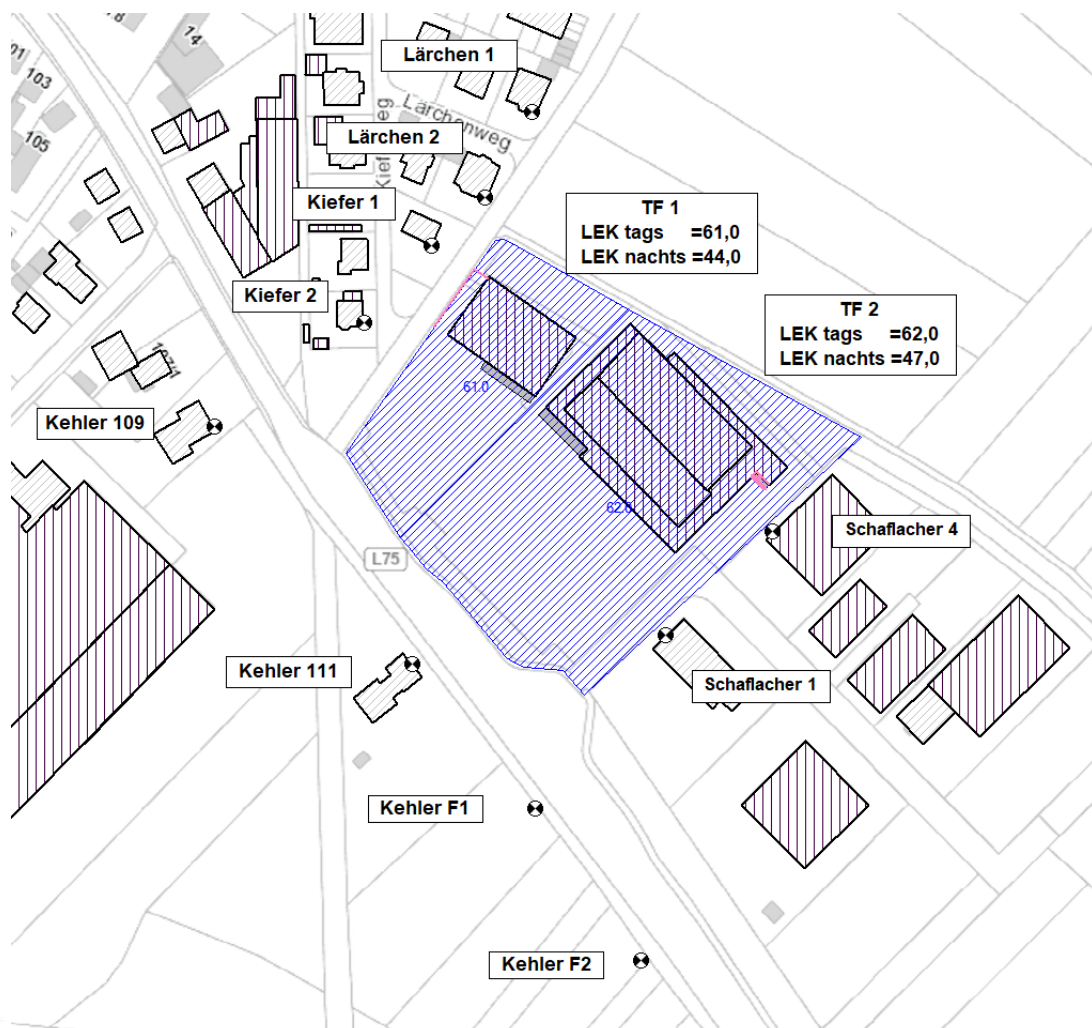 14
103
105
Lärchen 1
Lärchenweg
Lärchen 2
Kiefer 1
Kiefer 2
TF 1
LEK tags =61,0
LEK nachts =44,0
TF 2
LEK tags =62,0
LEK nachts =47,0
61.0
62.0
107/1
Kehler 109
L75
Schaflacher 4
Kehler 111
Schaflacher 1
Kehler F1
Kehler F2